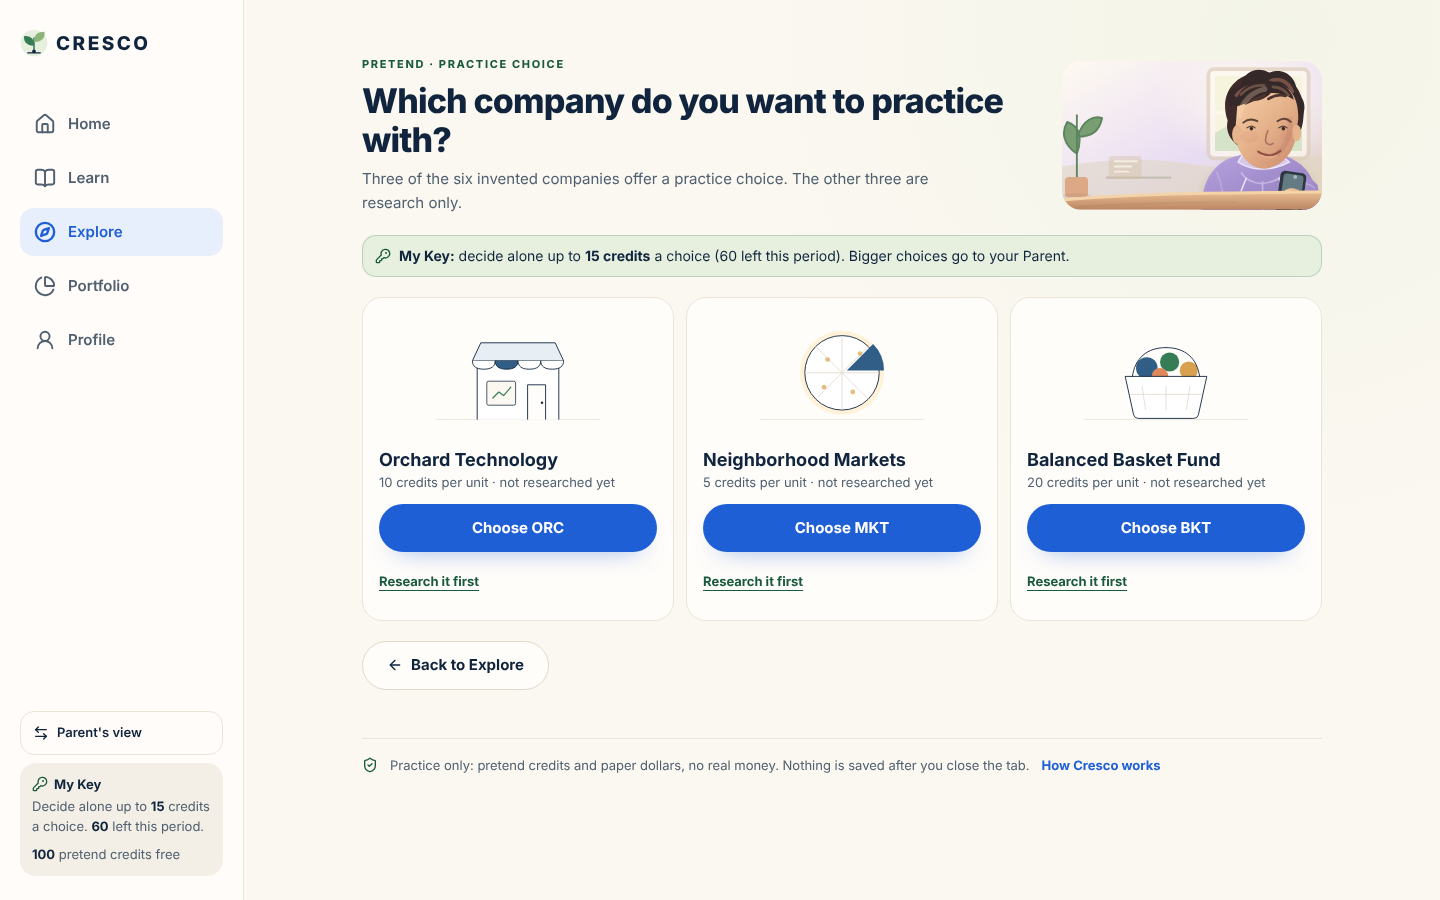 CRESCO
Home
Learn
Explore
Portfolio
Profile
Parent's view
My Key
Decide alone up to 15 credits
a choice. 60 left this period.
100 pretend credits free
PRETEND · PRACTICE CHOICE
Which company do you want to practice
with?
Three of the six invented companies offer a practice choice. The other three are
research only.
My Key: decide alone up to 15 credits a choice (60 left this period). Bigger choices go to your Parent.
Orchard Technology
10 credits per unit · not researched yet
Choose ORC
Research it first
Neighborhood Markets
5 credits per unit · not researched yet
Choose MKT
Research it first
Balanced Basket Fund
20 credits per unit · not researched yet
Choose BKT
Research it first
Back to Explore
Practice only: pretend credits and paper dollars, no real money. Nothing is saved after you close the tab. How Cresco works